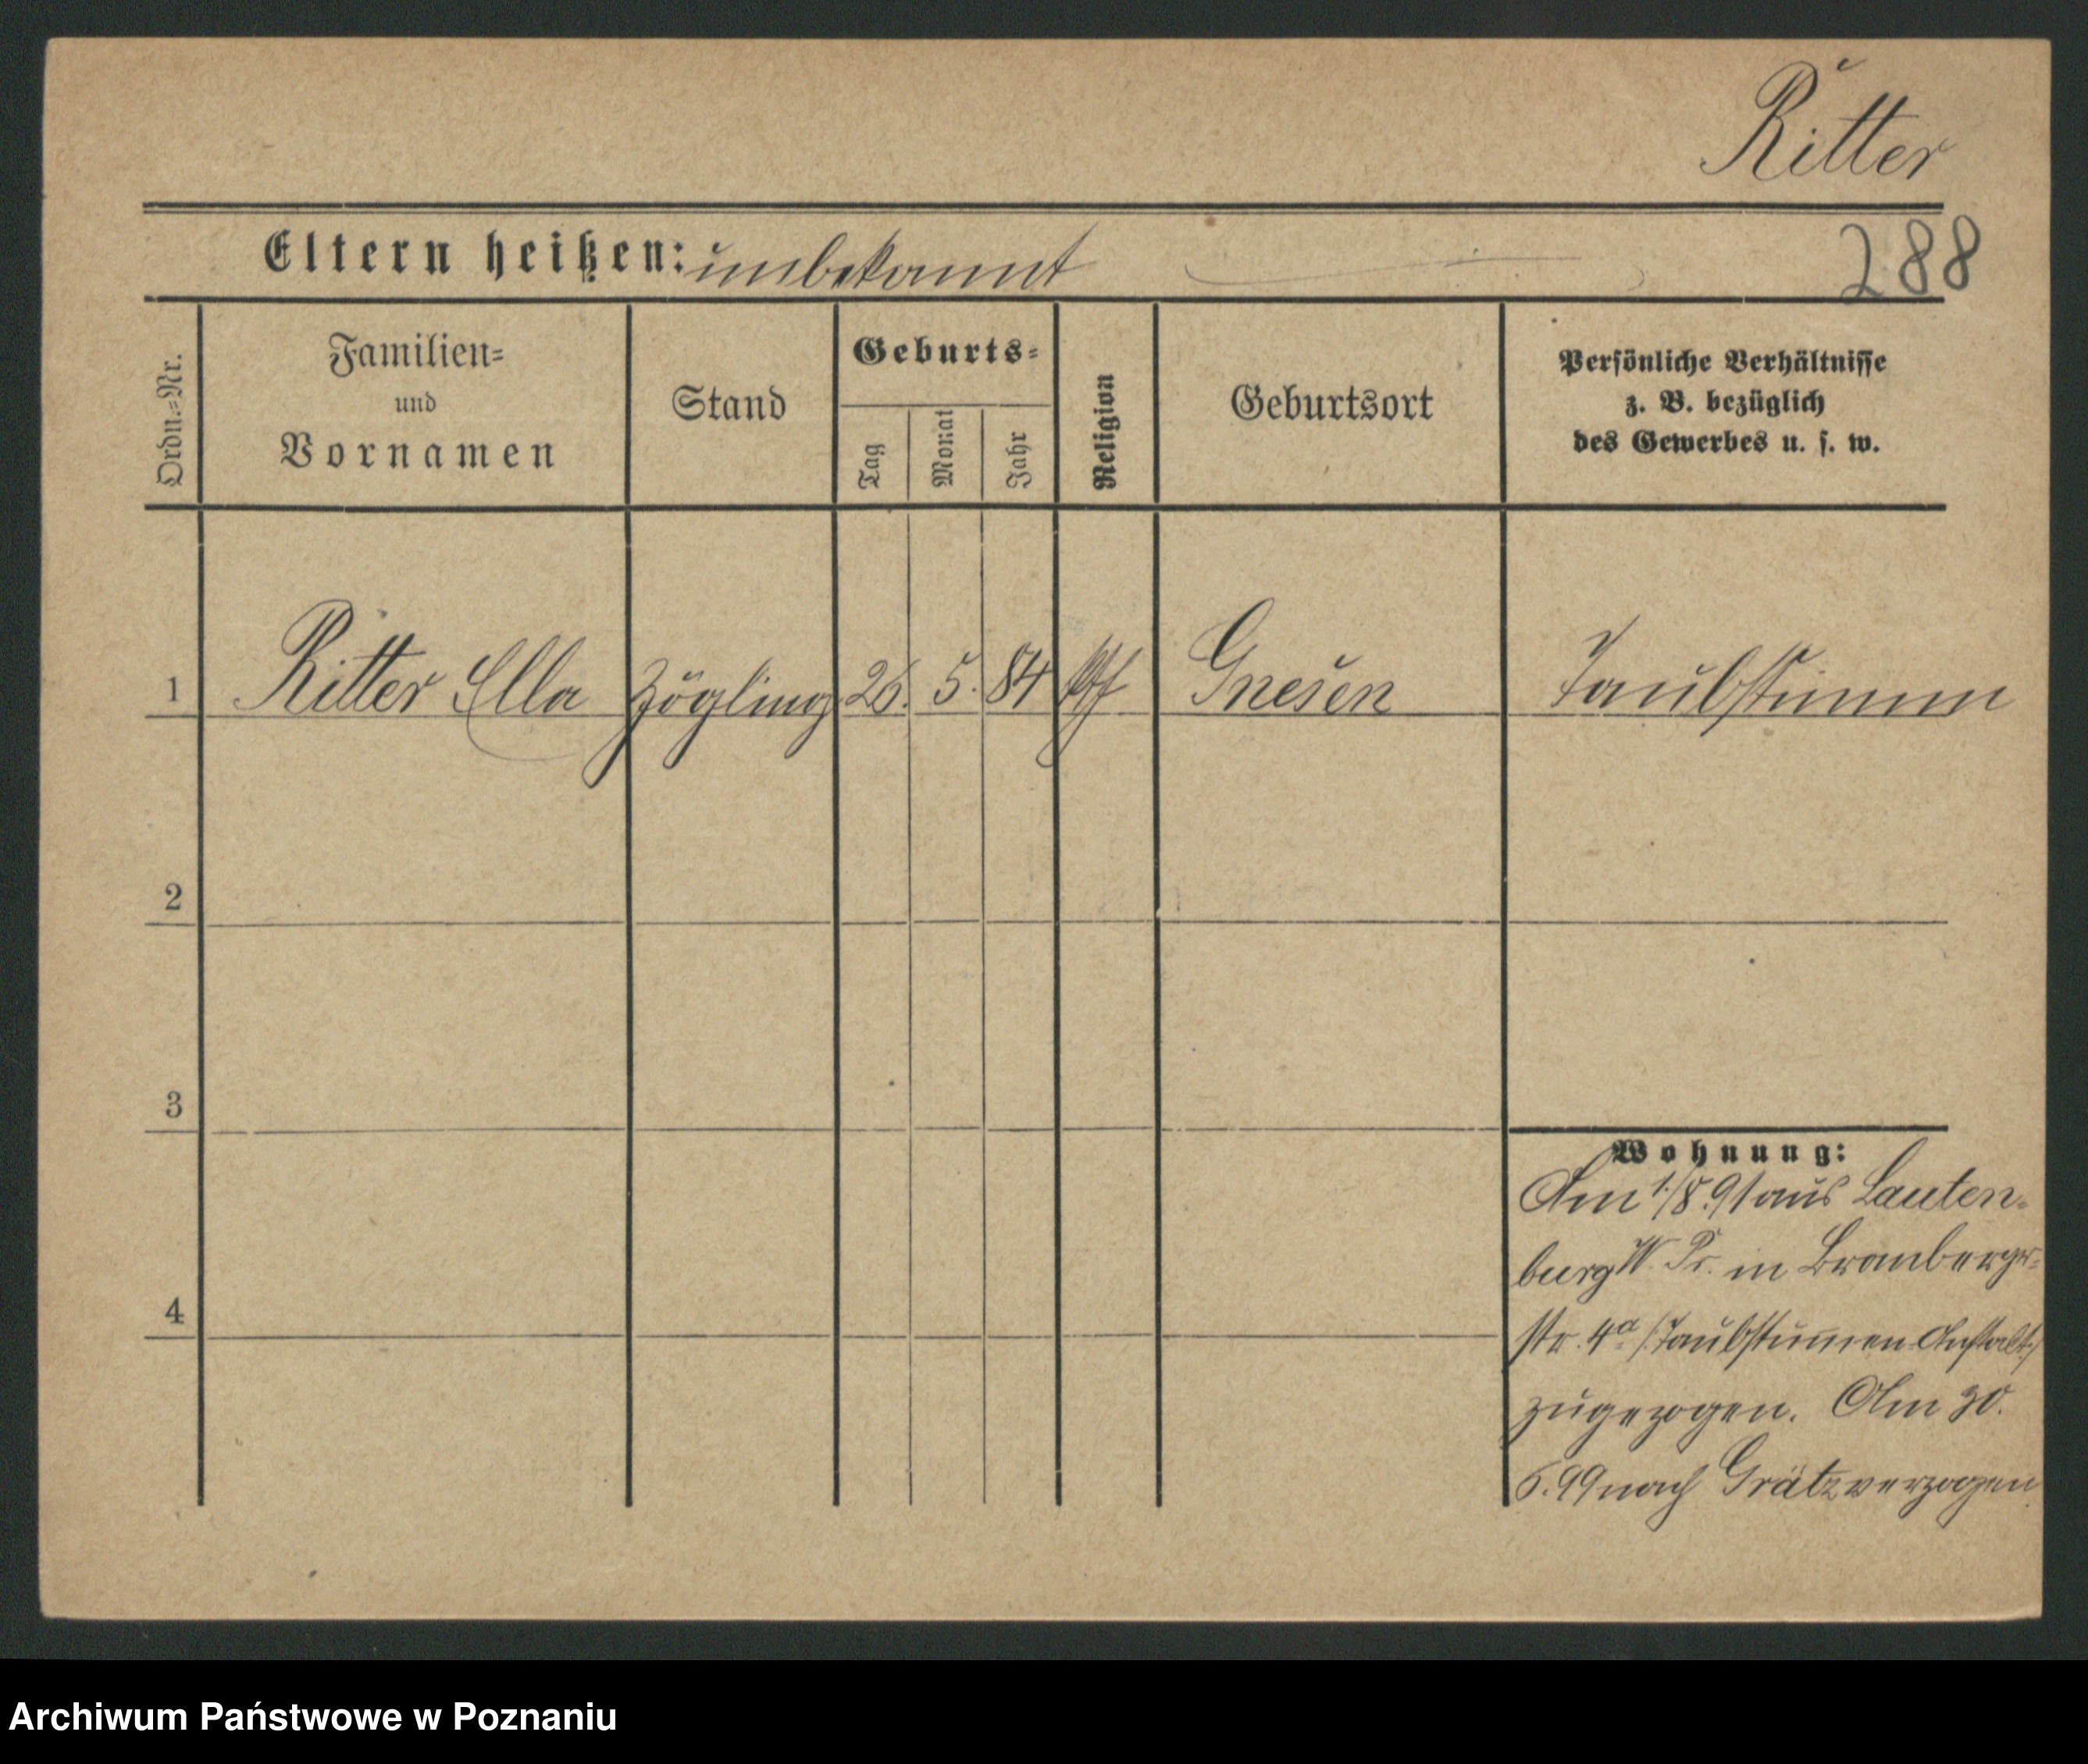 Ritter
Eltern heißen: unbekannt
288
Ordn.=Nr.
Familien=
und
Vornamen
Stand
Geburts=
Tag
Monat
Jahr
Religion
Geburtsort
Persönliche Verhältnisse
z. B. bezüglich
des Gewerbes u. s. w.
1 Ritter Ella Zögling 26. 5. 84 Gnesen Taubstumm
2
3
4
Wohnung:
Am 1./8. 91 aus Lauten-
burg W. Pr. in Bromberger-
str. 4a /:Taubstummen Anstalt:/
zugezogen. Am 30.
6. 99 nach Grätz verzogen
Archiwum Państwowe w Poznaniu